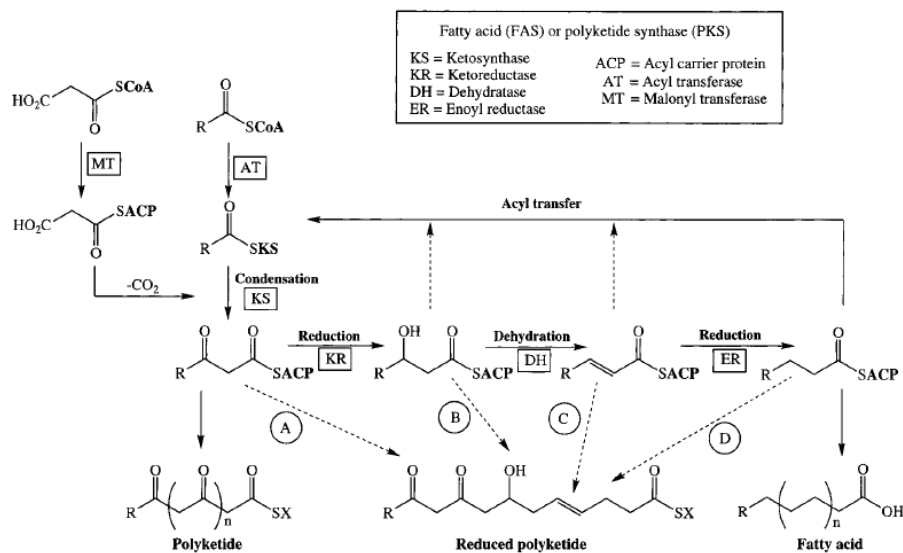 Fatty acid (FAS) or polyketide synthase (PKS)
KS = Ketosynthase
KR = Ketoreductase
DH = Dehydratase
ER = Enoyl reductase
ACP = Acyl carrier protein
AT = Acyl transferase
MT = Malonyl transferase
HO2C
SCoA
O
O
R
SCoA
MT
AT
HO2C
SACP
O
O
R
SKS
Acyl transfer
-CO2
Condensation
KS
O
O
R
SACP
Reduction
KR
OH
O
R
SACP
Dehydration
DH
O
R
SACP
Reduction
ER
O
R
SACP
A
B
C
D
O
O
O
R
n
SX
Polyketide
O
O
OH
O
R
SX
Reduced polyketide
O
R
n
OH
Fatty acid